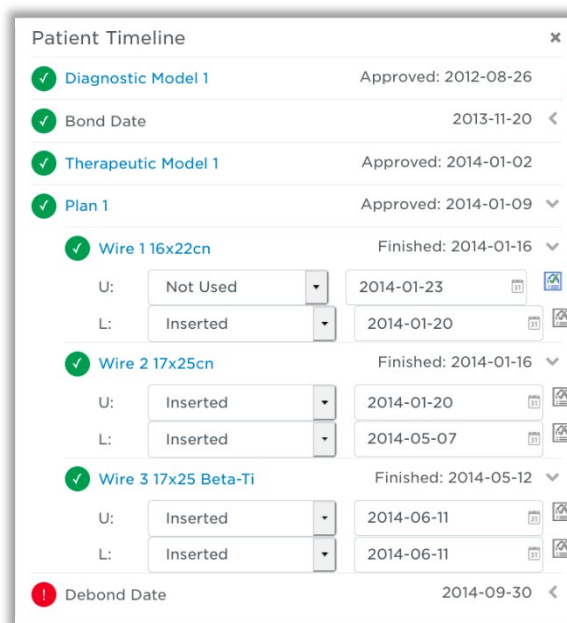 Patient Timeline ×
Diagnostic Model 1 Approved: 2012-08-26
Bond Date 2013-11-20
Therapeutic Model 1 Approved: 2014-01-02
Plan 1 Approved: 2014-01-09
Wire 1 16x22cn Finished: 2014-01-16
U: Not Used 2014-01-23
L: Inserted 2014-01-20
Wire 2 17x25cn Finished: 2014-01-16
U: Inserted 2014-01-20
L: Inserted 2014-05-07
Wire 3 17x25 Beta-Ti Finished: 2014-05-12
U: Inserted 2014-06-11
L: Inserted 2014-06-11
! Debond Date 2014-09-30